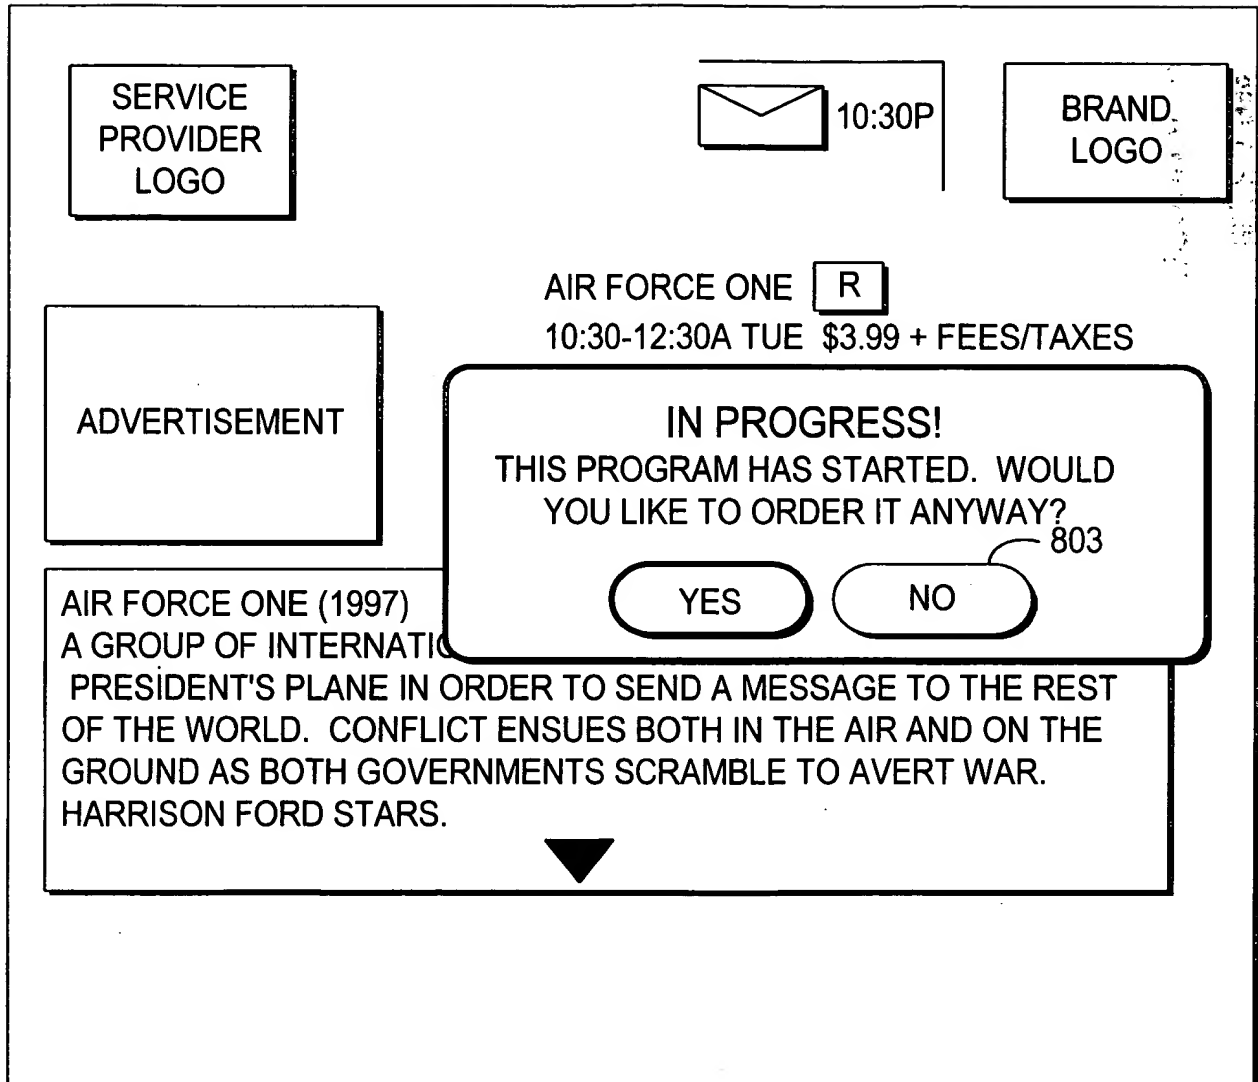 SERVICE
PROVIDER
LOGO
10:30P
BRAND
LOGO
AIR FORCE ONE R
10:30-12:30A TUE $3.99 + FEES/TAXES
ADVERTISEMENT
IN PROGRESS!
THIS PROGRAM HAS STARTED. WOULD
YOU LIKE TO ORDER IT ANYWAY?
803
YES NO
AIR FORCE ONE (1997)
A GROUP OF
PRESIDENT'S PLANE IN ORDER TO SEND A MESSAGE TO THE REST
OF THE WORLD. CONFLICT ENSUES BOTH IN THE AIR AND ON THE
GROUND AS BOTH GOVERNMENTS SCRAMBLE TO AVERT WAR.
HARRISON FORD STARS.